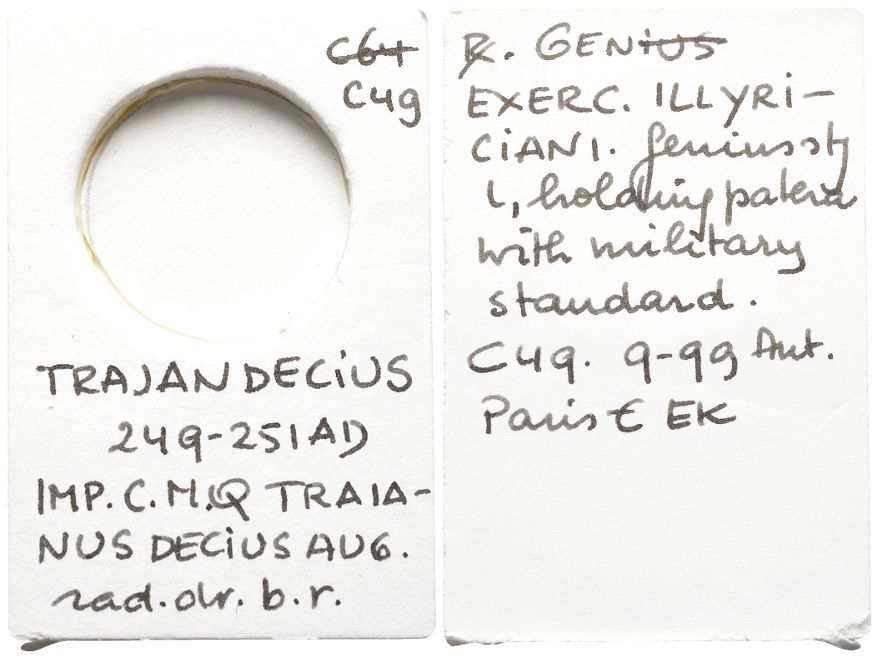 C64
C49
TRAJAN DECIUS
249-251 AD
IMP. C. M. Q TRAIA-
NUS DECIUS AUG.
rad. dr. b. r.
R. GENIUS
EXERC. ILLYRI-
CIANI. Genius st
l, holding patera
with military
standard.
C49. 9-99 Ant.
Paris € EK